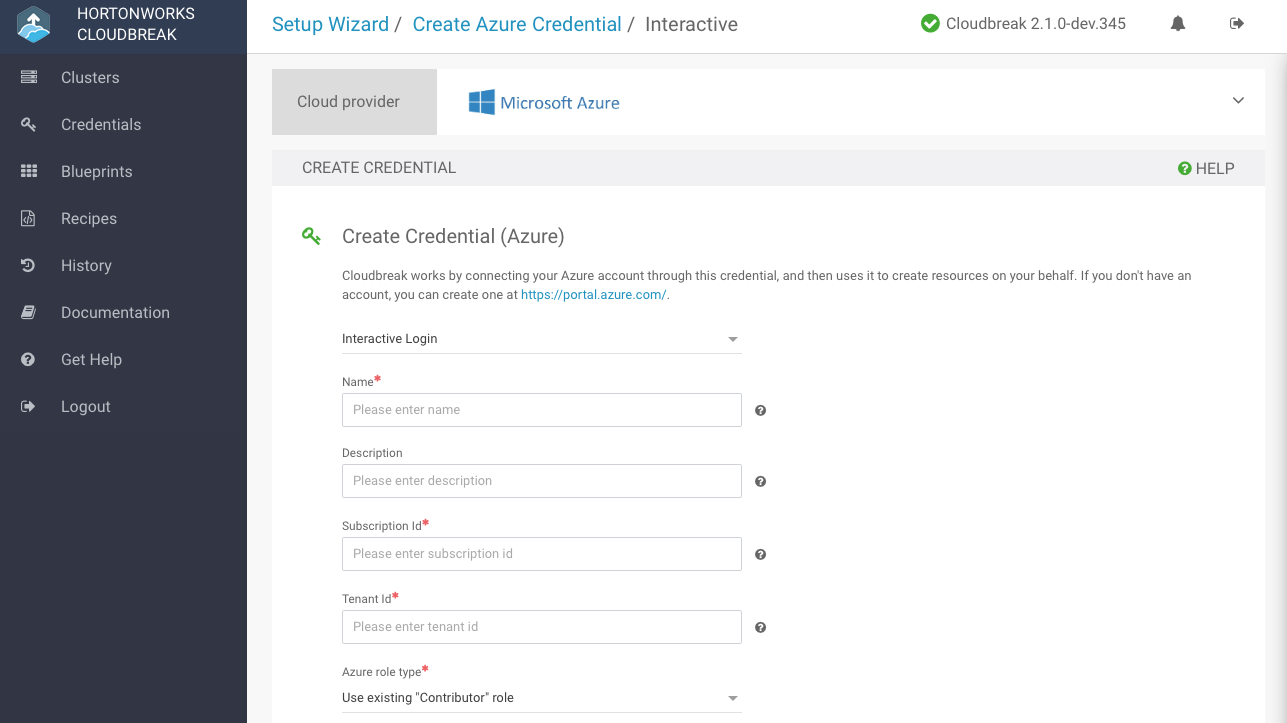 HORTONWORKS
CLOUDBREAK
Clusters
Credentials
Blueprints
Recipes
History
Documentation
Get Help
Logout
Setup Wizard / Create Azure Credential / Interactive
Cloudbreak 2.1.0-dev.345
Cloud provider
Microsoft Azure
CREATE CREDENTIAL
HELP
Create Credential (Azure)
Cloudbreak works by connecting your Azure account through this credential, and then uses it to create resources on your behalf. If you don't have an
account, you can create one at https://portal.azure.com/.
Interactive Login
Name*
Please enter name
Description
Please enter description
Subscription Id*
Please enter subscription id
Tenant Id*
Please enter tenant id
Azure role type*
Use existing "Contributor" role